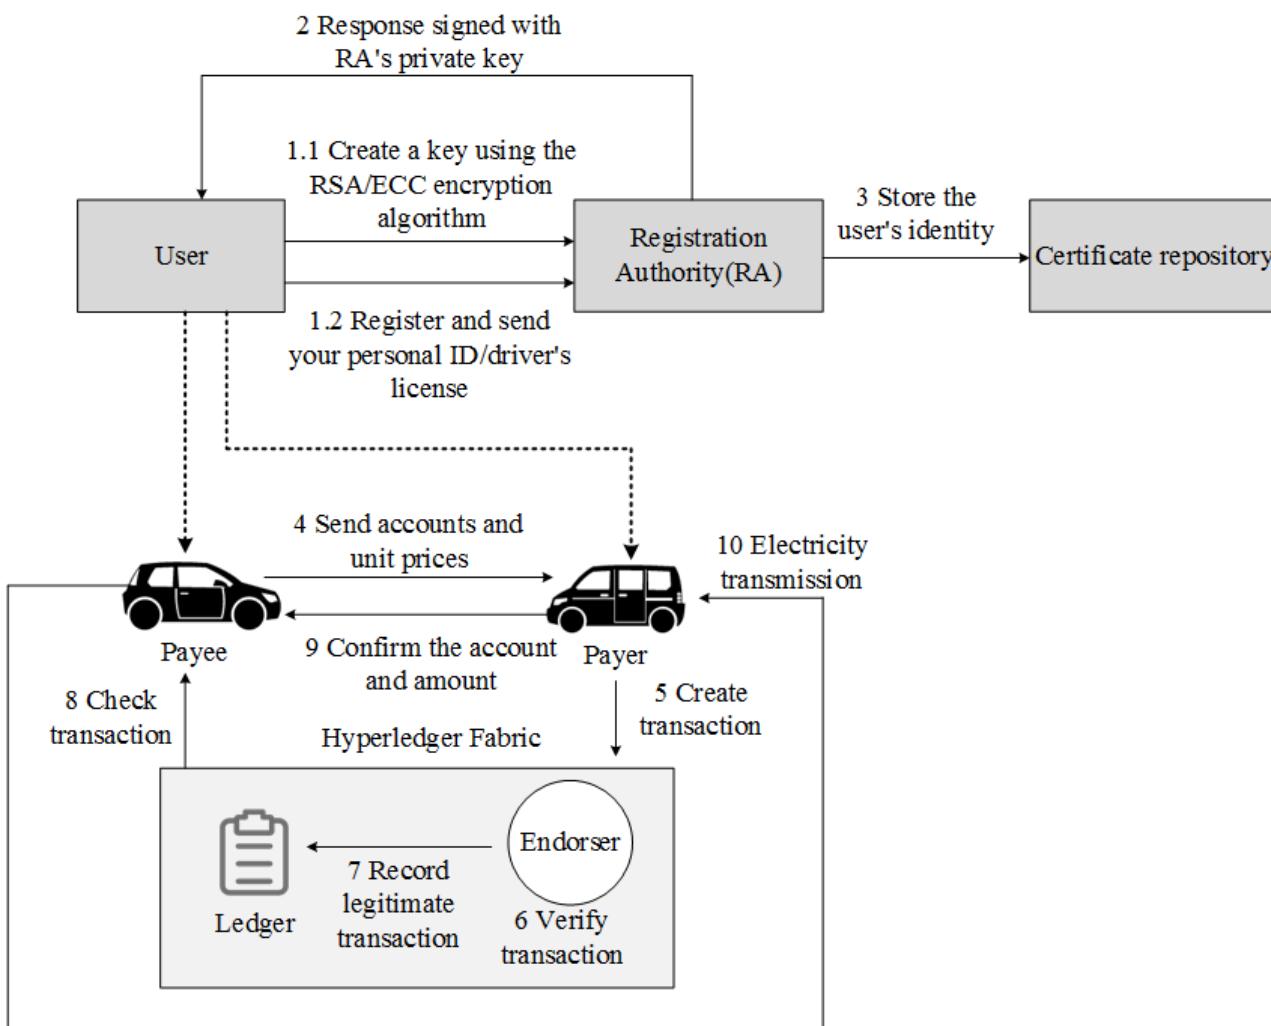 2 Response signed with
RA's private key
1.1 Create a key using the
RSA/ECC encryption
algorithm
User
Registration
Authority(RA)
3 Store the
user's identity
Certificate repository
1.2 Register and send
your personal ID/driver's
license
4 Send accounts and
unit prices
10 Electricity
transmission
Payee
9 Confirm the account
and amount
Payer
8 Check
transaction
5 Create
transaction
Hyperledger Fabric
Endorser
7 Record
legitimate
transaction
Ledger
6 Verify
transaction